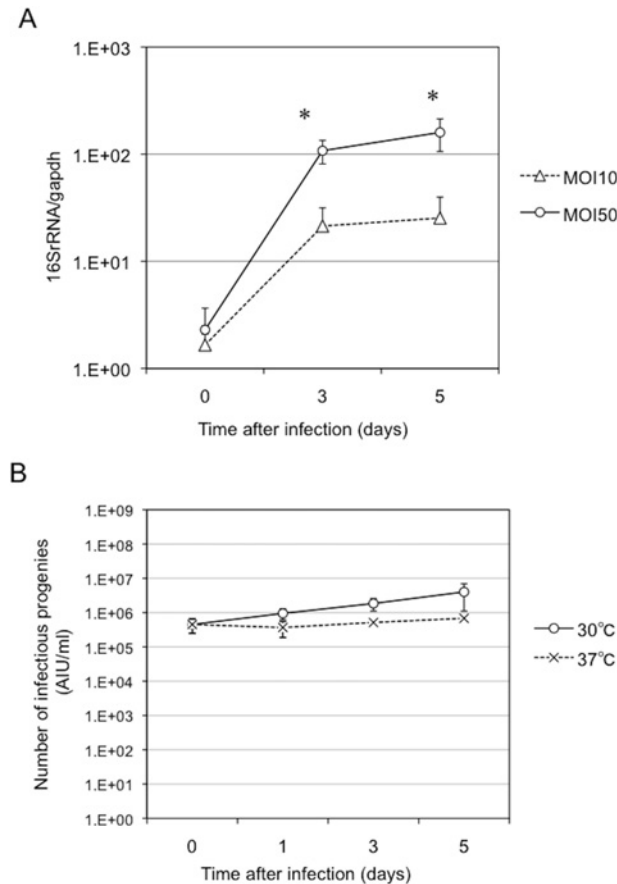 A
1.E+03
1.E+02
1.E+01
1.E+00
16SrRNA/gapdh
*
*
0
3
5
Time after infection (days)
MOI10
MOI50
B
1.E+09
1.E+08
1.E+07
1.E+06
1.E+05
1.E+04
1.E+03
1.E+02
1.E+01
1.E+00
Number of infectious progenies
(AIU/ml)
0
1
3
5
Time after infection (days)
30℃
37℃